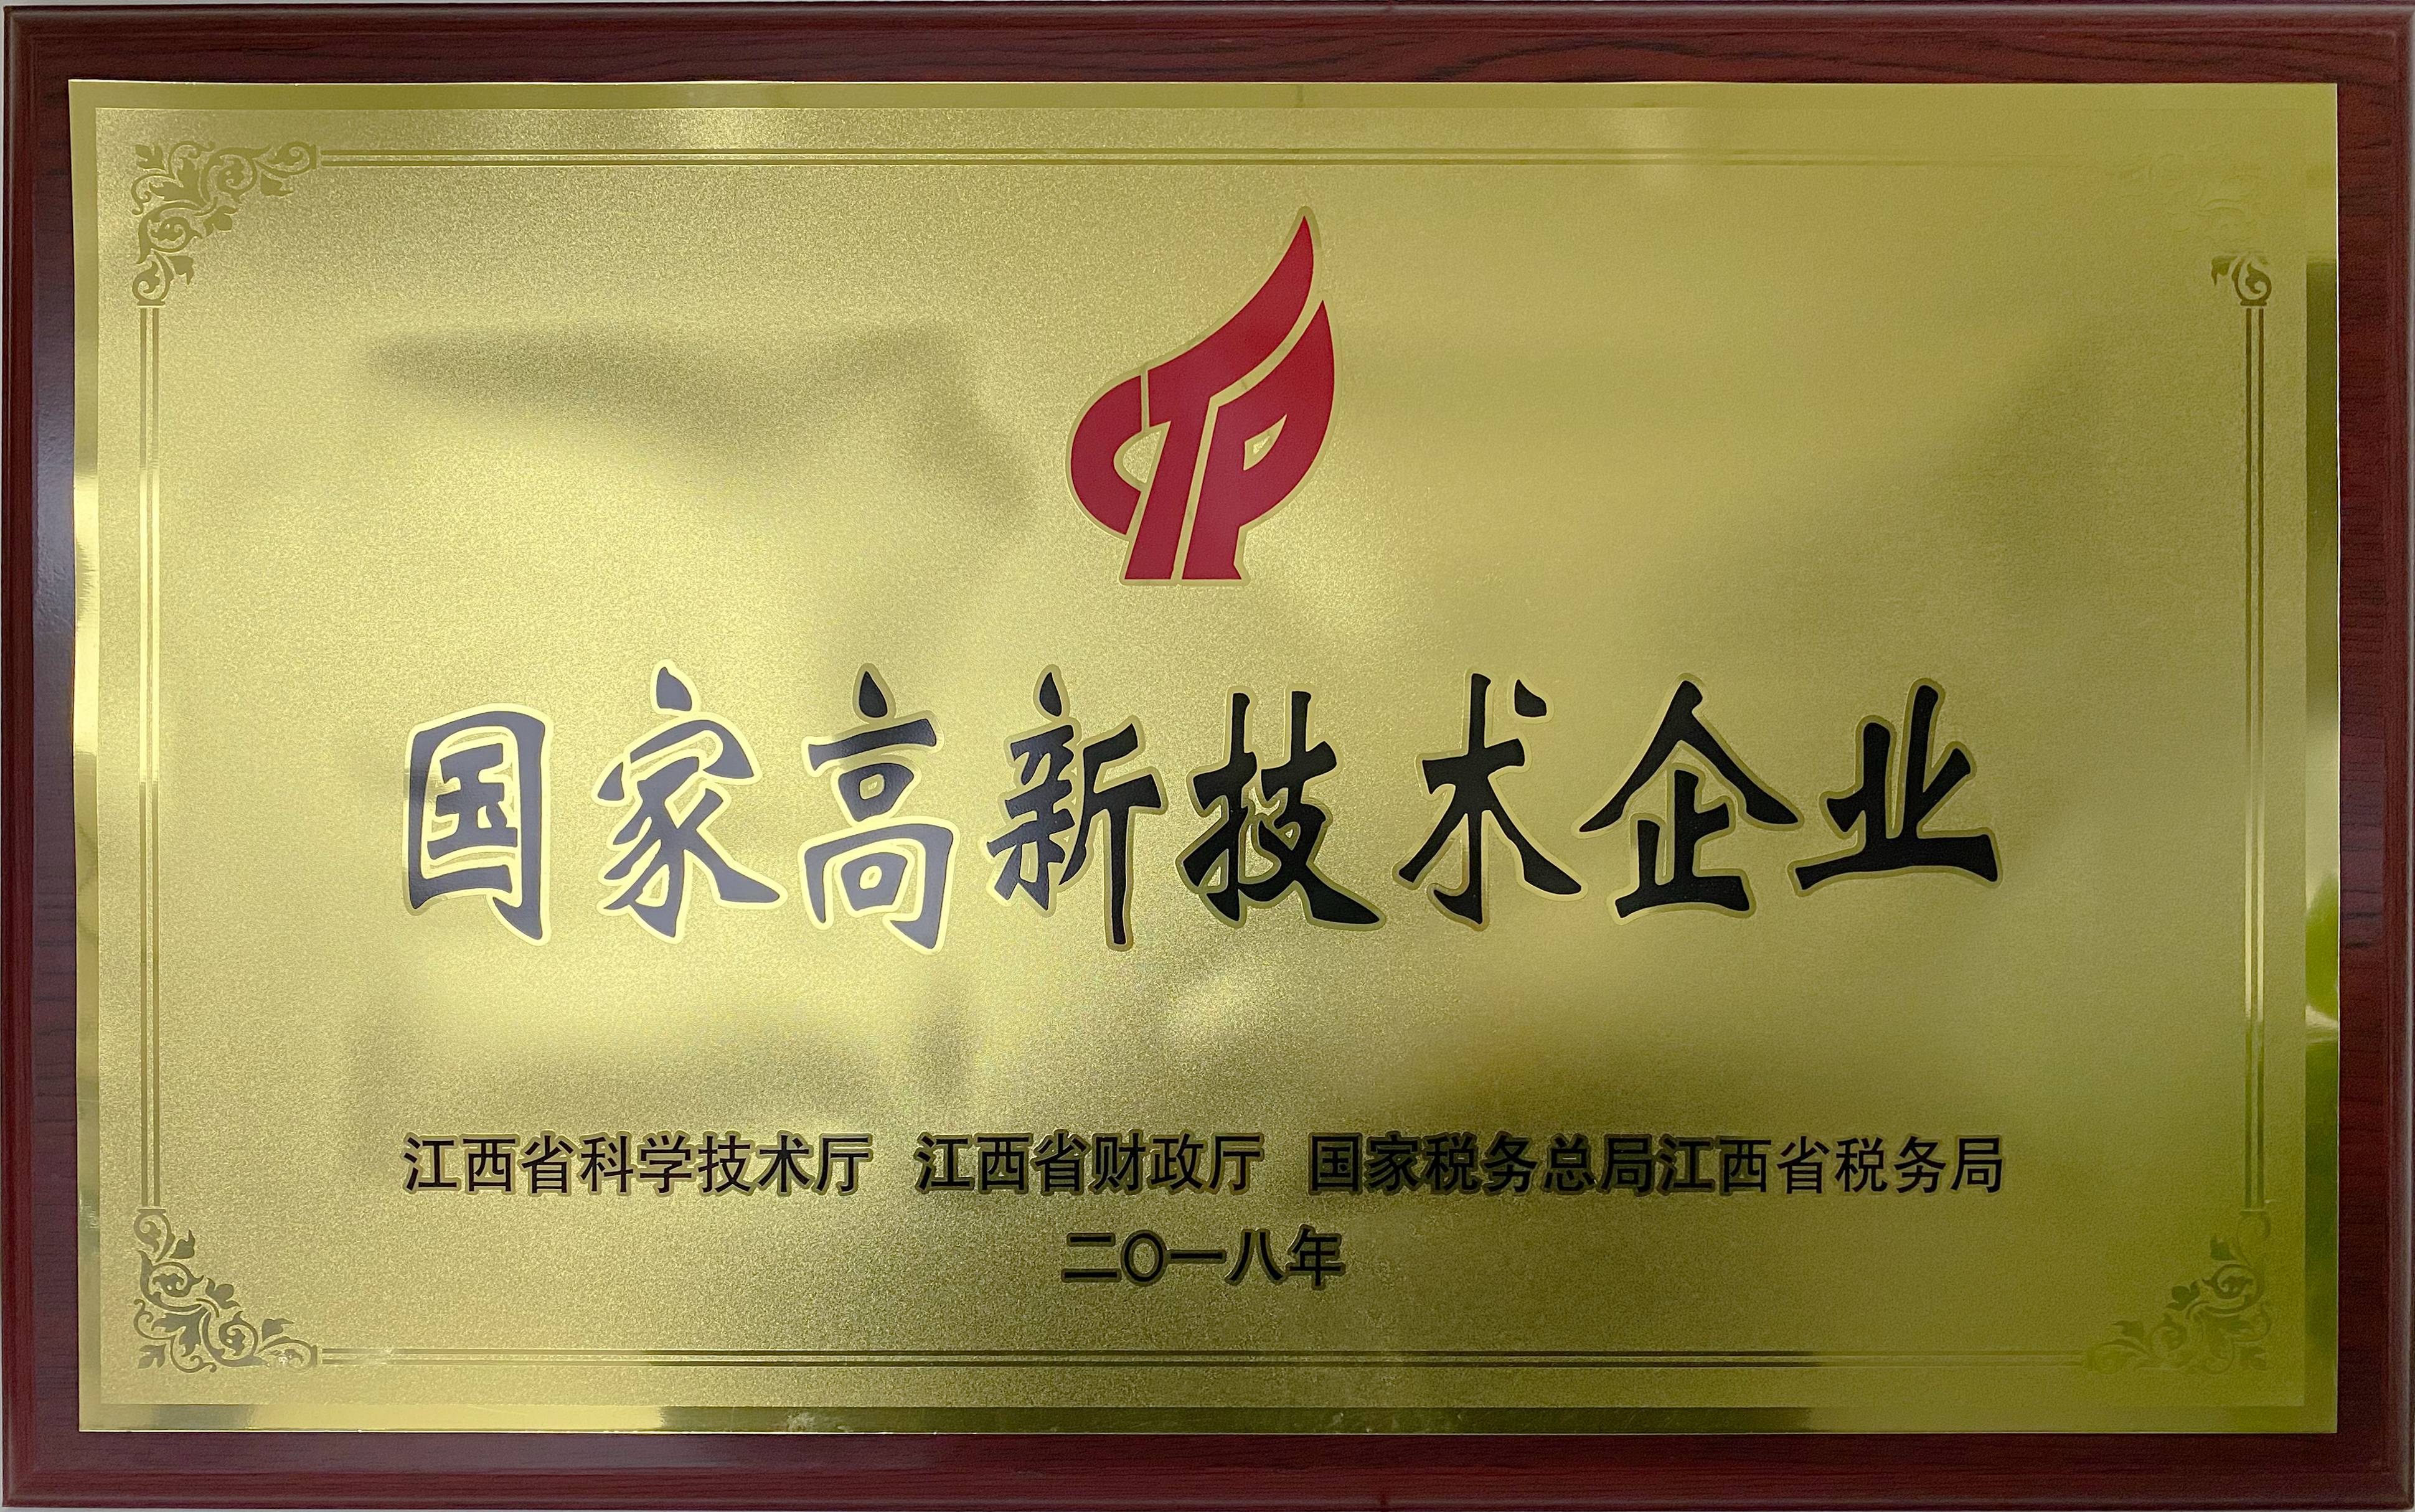 CTP
国家高新技术企业
江西省科学技术厅 江西省财政厅 国家税务总局江西省税务局
二〇一八年